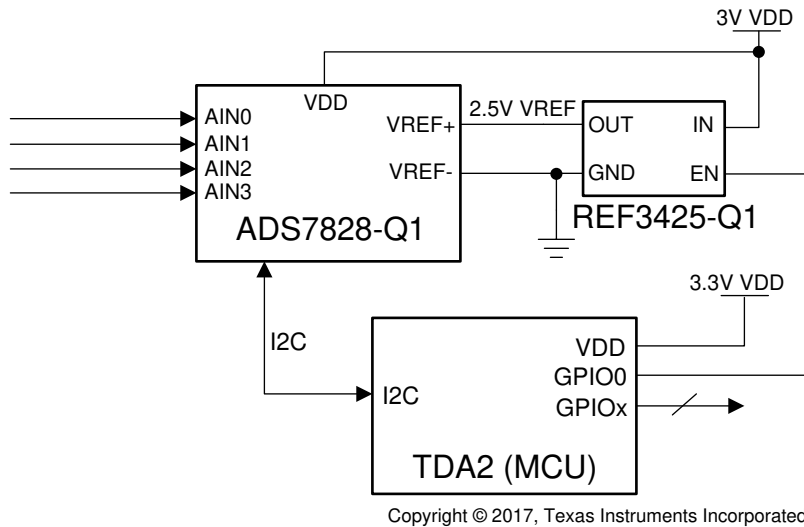 3V VDD
VDD
AIN0
AIN1
AIN2
AIN3
VREF+
VREF-
ADS7828-Q1
2.5V VREF
OUT
IN
GND
EN
REF3425-Q1
3.3V VDD
I2C
I2C
VDD
GPIO0
GPIOx
TDA2 (MCU)
Copyright © 2017, Texas Instruments Incorporated